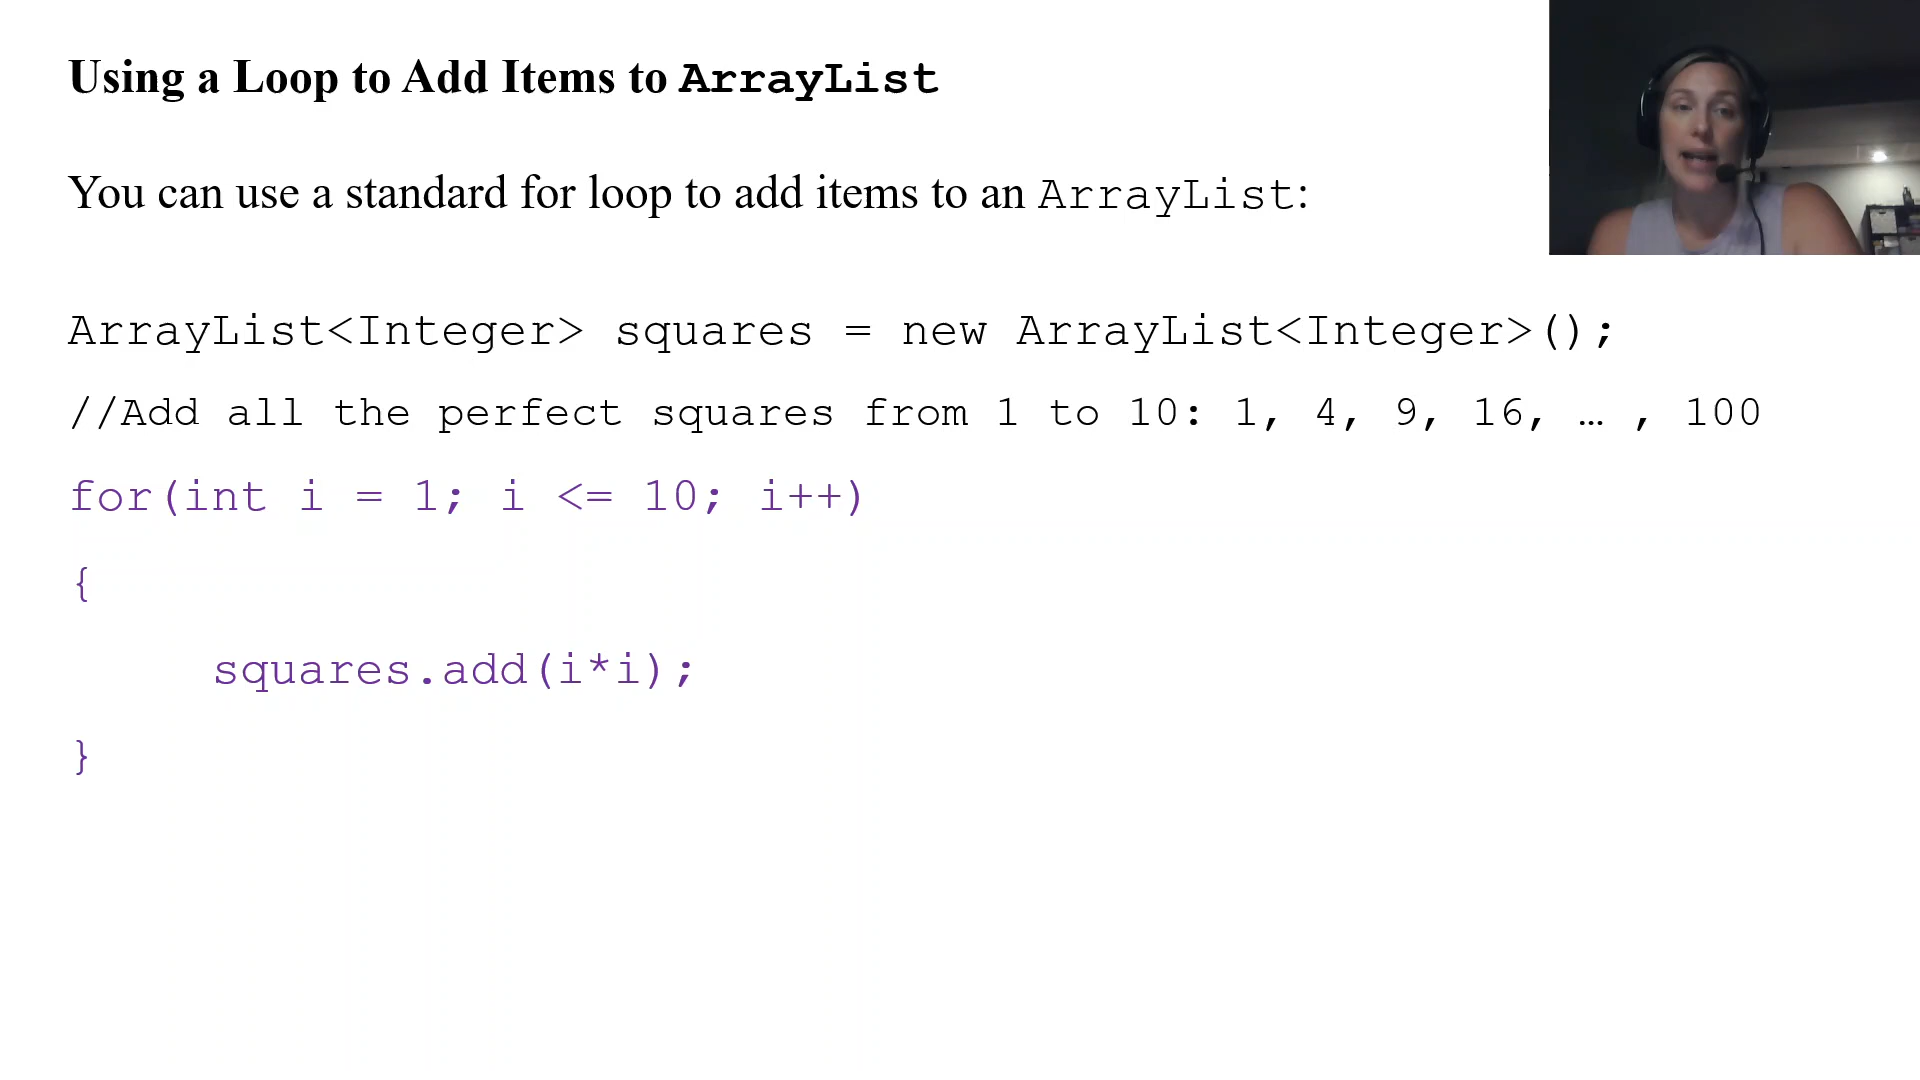 Using a Loop to Add Items to ArrayList
You can use a standard for loop to add items to an ArrayList:
ArrayList<Integer> squares = new ArrayList<Integer>();
//Add all the perfect squares from 1 to 10: 1, 4, 9, 16, … , 100
for(int i = 1; i <= 10; i++)
{
squares.add(i*i);
}